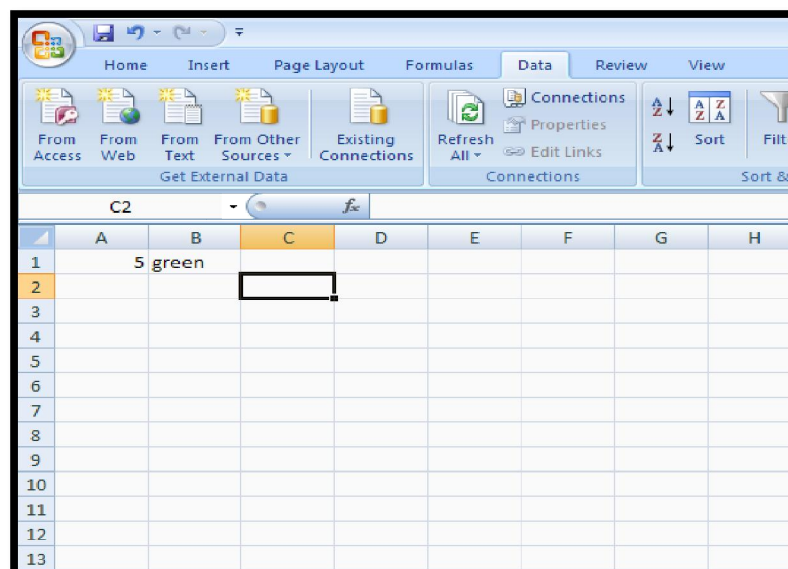 Home Insert Page Layout Formulas Data Review View
From Access
From Web
From Text
From Other Sources
Existing Connections
Get External Data
Refresh All
Connections
Properties
Edit Links
Connections
A Z
Z A
A Z Z A
Sort
Filt
Sort &
C2 fx
A B C D E F G H
1 5 green
2
3
4
5
6
7
8
9
10
11
12
13